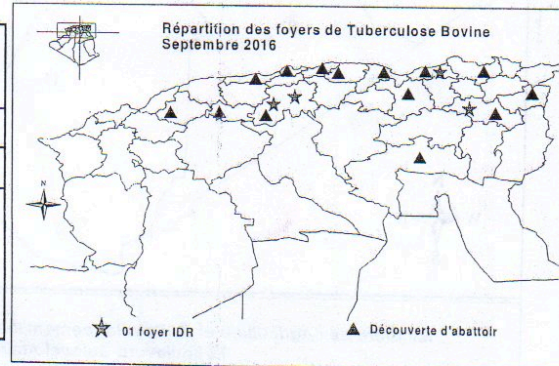 Répartition des foyers de Tuberculose Bovine
Septembre 2016
N
01 foyer IDR
Découverte d'abattoir